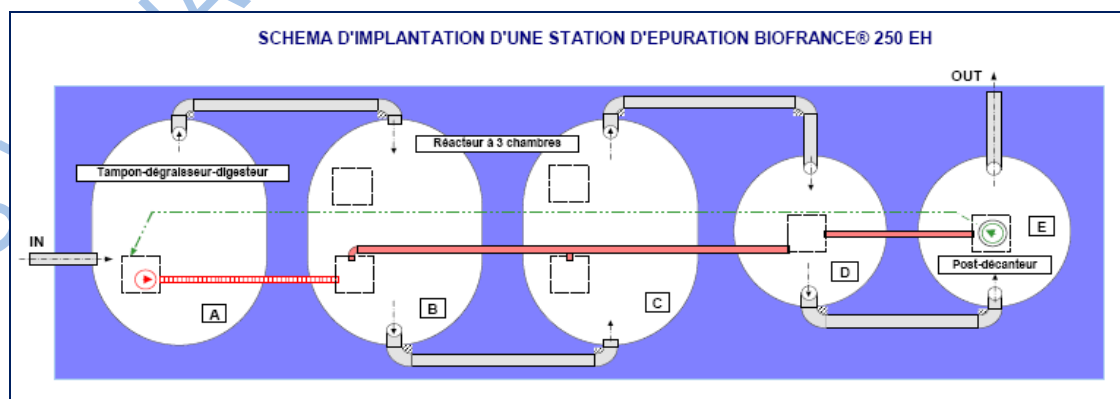 SCHEMA D'IMPLANTATION D'UNE STATION D'EPURATION BIOFRANCE® 250 EH
OUT
Réacteur à 3 chambres
Tampon-dégraisseur-digesteur
IN
E
Post-décanteur
D
A
B
C